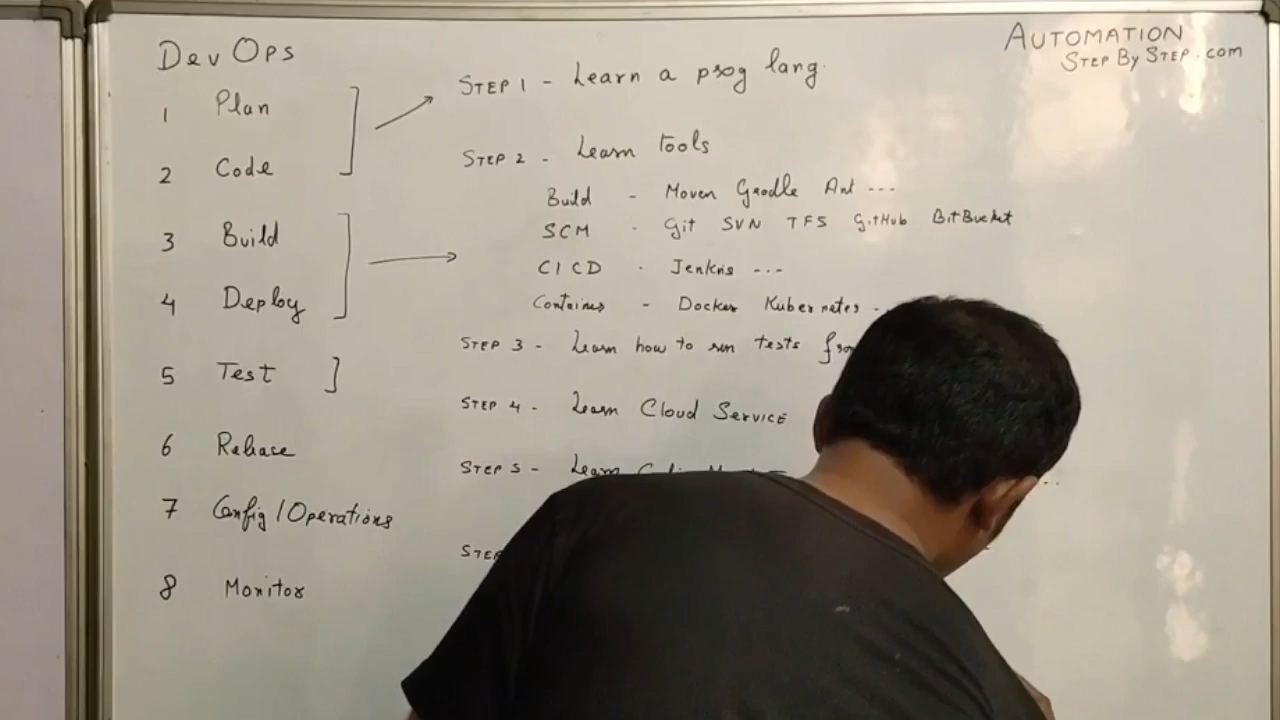 DevOps
1 Plan
2 Code
3 Build
4 Deploy
5 Test
6 Release
7 Config / Operations
8 Monitor
STEP 1 - Learn a prog lang.
STEP 2 - Learn tools
Build - Maven Gradle Ant ---
SCM - Git SVN TFS GitHub BitBucket
CI CD - Jenkins ---
Containers - Docker Kubernetes -
STEP 3 - Learn how to run tests
STEP 4 - Learn Cloud Service
STEP 5 - Learn
AUTOMATION
STEP BY STEP.com